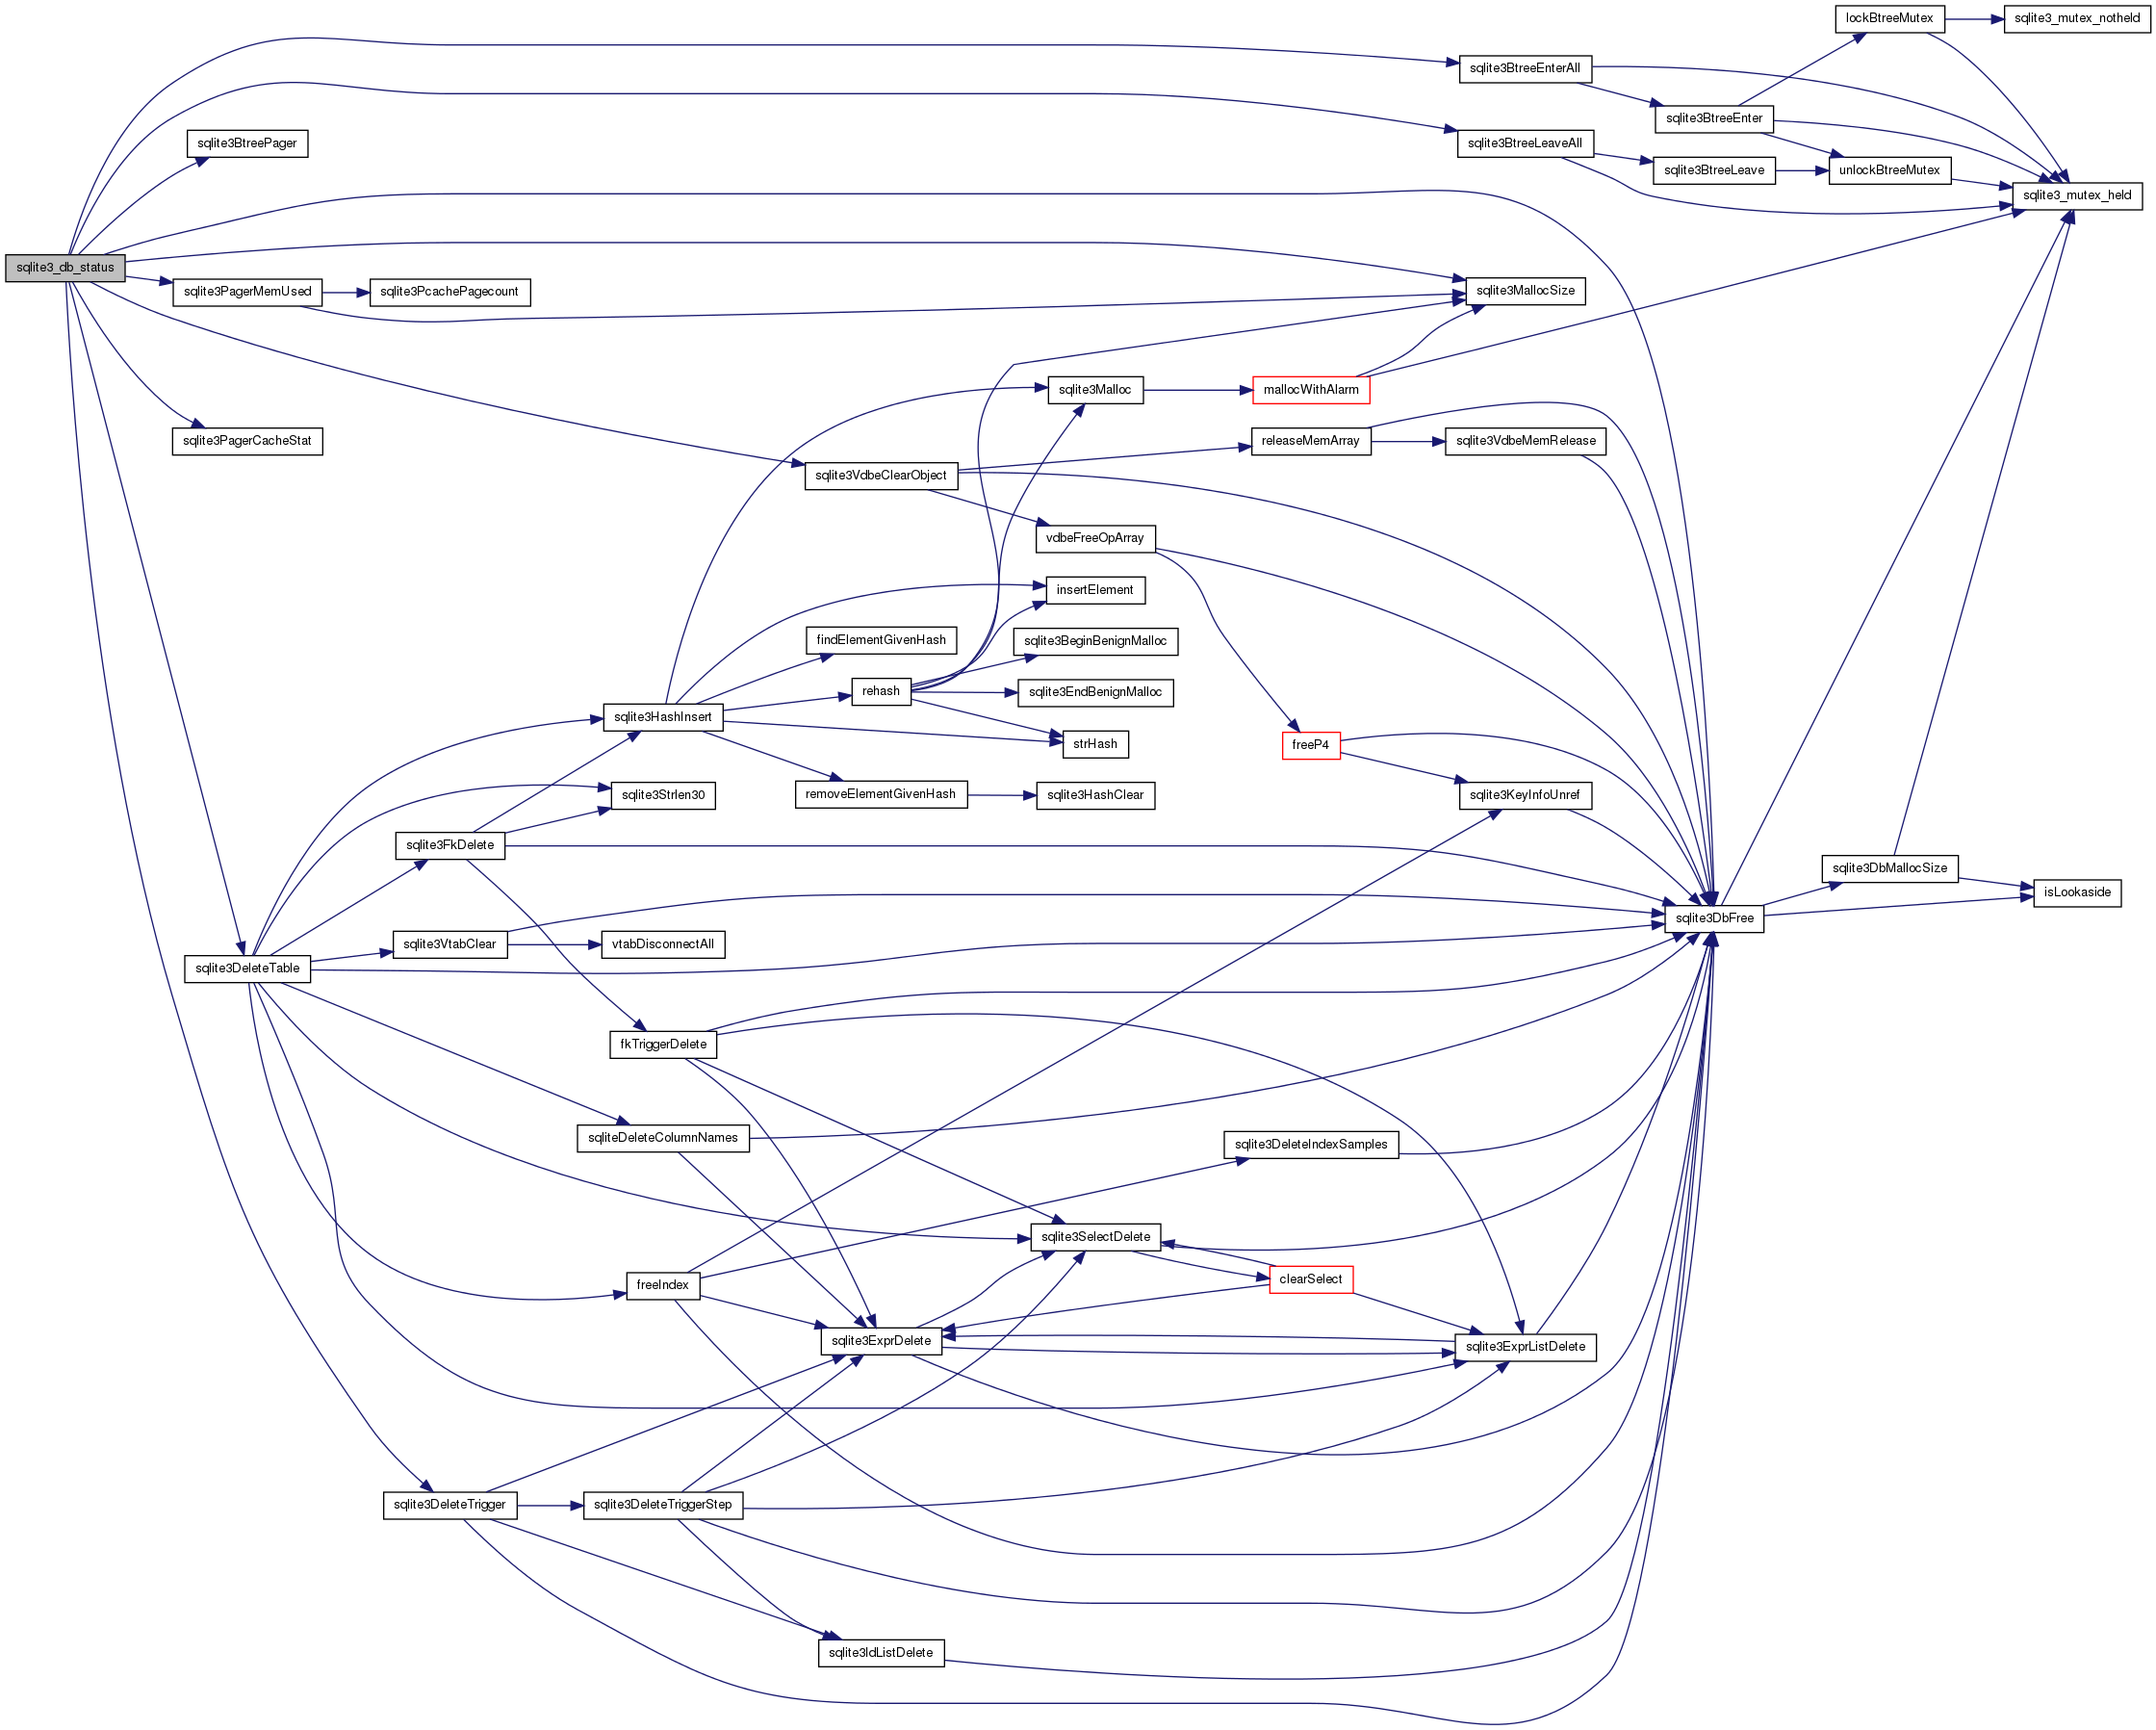 lockBtreeMutex
sqlite3_mutex_notheld
sqlite3BtreeEnterAll
sqlite3BtreeEnter
sqlite3BtreePager
sqlite3BtreeLeaveAll
sqlite3BtreeLeave
unlockBtreeMutex
sqlite3_mutex_held
sqlite3_db_status
sqlite3PagerMemUsed
sqlite3PcachePagecount
sqlite3MallocSize
sqlite3Malloc
mallocWithAlarm
sqlite3PagerCacheStat
releaseMemArray
sqlite3VdbeMemRelease
sqlite3VdbeClearObject
vdbeFreeOpArray
insertElement
findElementGivenHash
sqlite3BeginBenignMalloc
rehash
sqlite3EndBenignMalloc
sqlite3HashInsert
strHash
freeP4
sqlite3Strlen30
removeElementGivenHash
sqlite3HashClear
sqlite3KeyInfoUnref
sqlite3FkDelete
sqlite3DbMallocSize
isLookaside
sqlite3DbFree
sqlite3VtabClear
vtabDisconnectAll
sqlite3DeleteTable
fkTriggerDelete
sqliteDeleteColumnNames
sqlite3DeleteIndexSamples
sqlite3SelectDelete
clearSelect
freeIndex
sqlite3ExprDelete
sqlite3ExprListDelete
sqlite3DeleteTrigger
sqlite3DeleteTriggerStep
sqlite3IdListDelete